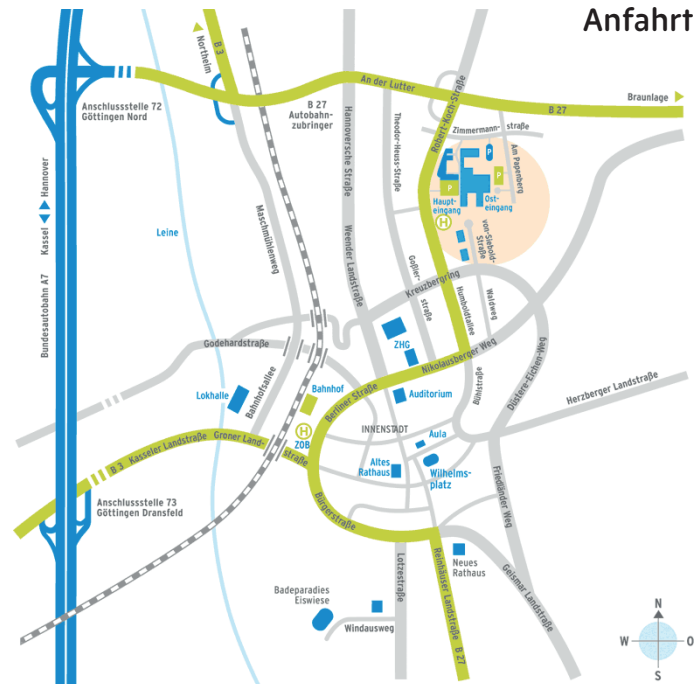 Anfahrt
Northeim
B 3
An der Lutter
B 27
Braunlage
Anschlussstelle 72
Göttingen Nord
B 27
Autobahn-
zubringer
Hannoversche Straße
Theodor-Heuss-Straße
Robert-Koch-Straße
Zimmermann-
straße
Am Papenberg
P
P
P
Haupt-
eingang
Ost-
eingang
H
von-Siebold-
Straße
Kassel
Hannover
Bundesautobahn A7
Leine
Maschmühlenweg
Weender Landstraße
Goßler-
straße
Kreuzbergring
Humboldtallee
Waldweg
Godehardstraße
ZHG
Nikolausberger Weg
Düstere-Eichen-Weg
Lokhalle
Bahnhofsallee
Bahnhof
Berliner Straße
Auditorium
Bühlstraße
Herzberger Landstraße
H
ZOB
INNENSTADT
Aula
B 3
Kasseler Landstraße
Groner Land-
straße
Altes
Rathaus
Wilhelms-
platz
Friedländer Weg
Anschlussstelle 73
Göttingen Dransfeld
Bürgerstraße
Lotzestraße
Reinhäuser Landstraße
Neues
Rathaus
Geismar Landstraße
Badeparadies
Eiswiese
Windausweg
B 27
N
W
O
S